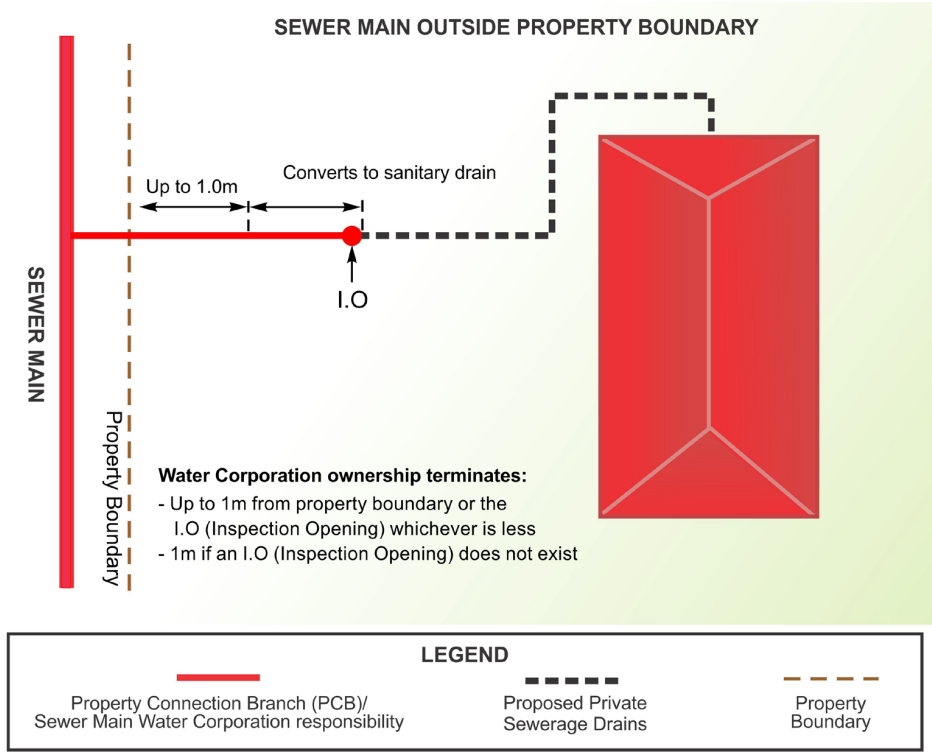 SEWER MAIN OUTSIDE PROPERTY BOUNDARY
Up to 1.0m
Converts to sanitary drain
I.O
SEWER MAIN
Property Boundary
Water Corporation ownership terminates:
- Up to 1m from property boundary or the
I.O (Inspection Opening) whichever is less
- 1m if an I.O (Inspection Opening) does not exist
LEGEND
Property Connection Branch (PCB)/
Sewer Main Water Corporation responsibility
Proposed Private
Sewerage Drains
Property
Boundary